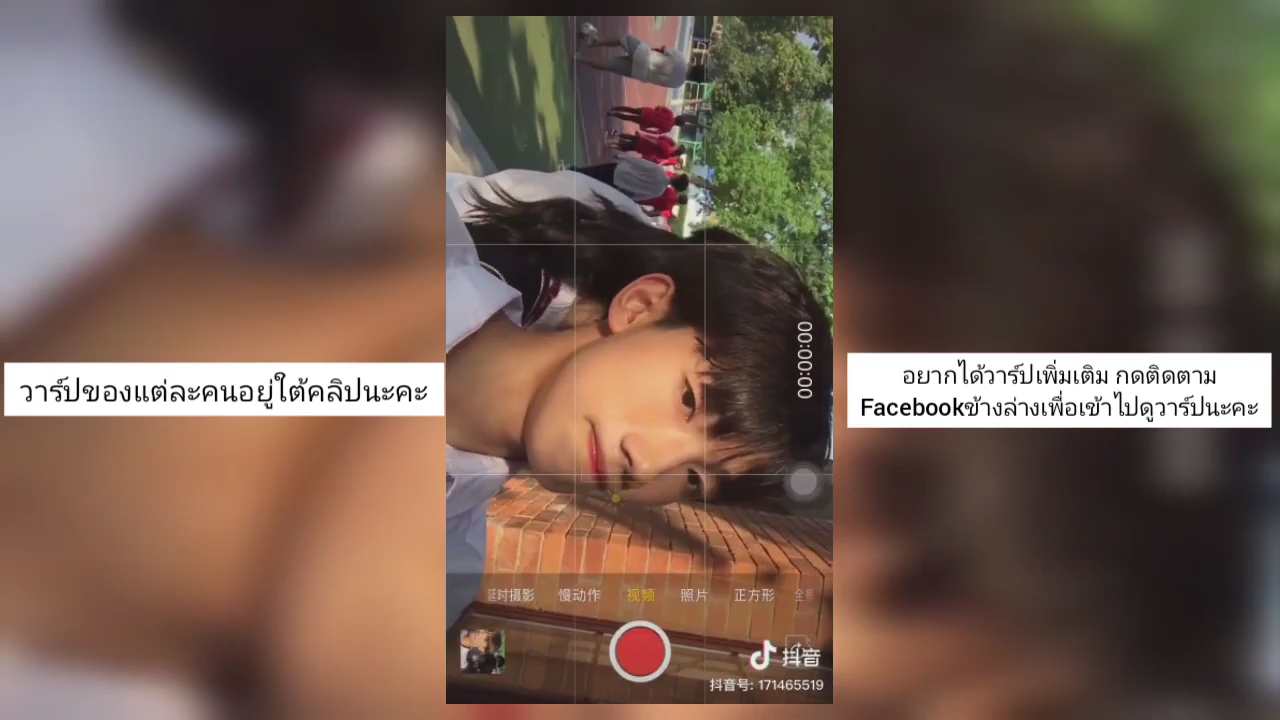 วาร์ปของแต่ละคนอยู่ใต้คลิปนะคะ
อยากได้วาร์ปเพิ่มเติม กดติดตาม
Facebookข้างล่างเพื่อเข้าไปดูวาร์ปนะคะ
00:00:00
延时摄影 慢动作 视频 照片 正方形
抖音
抖音号: 171465519